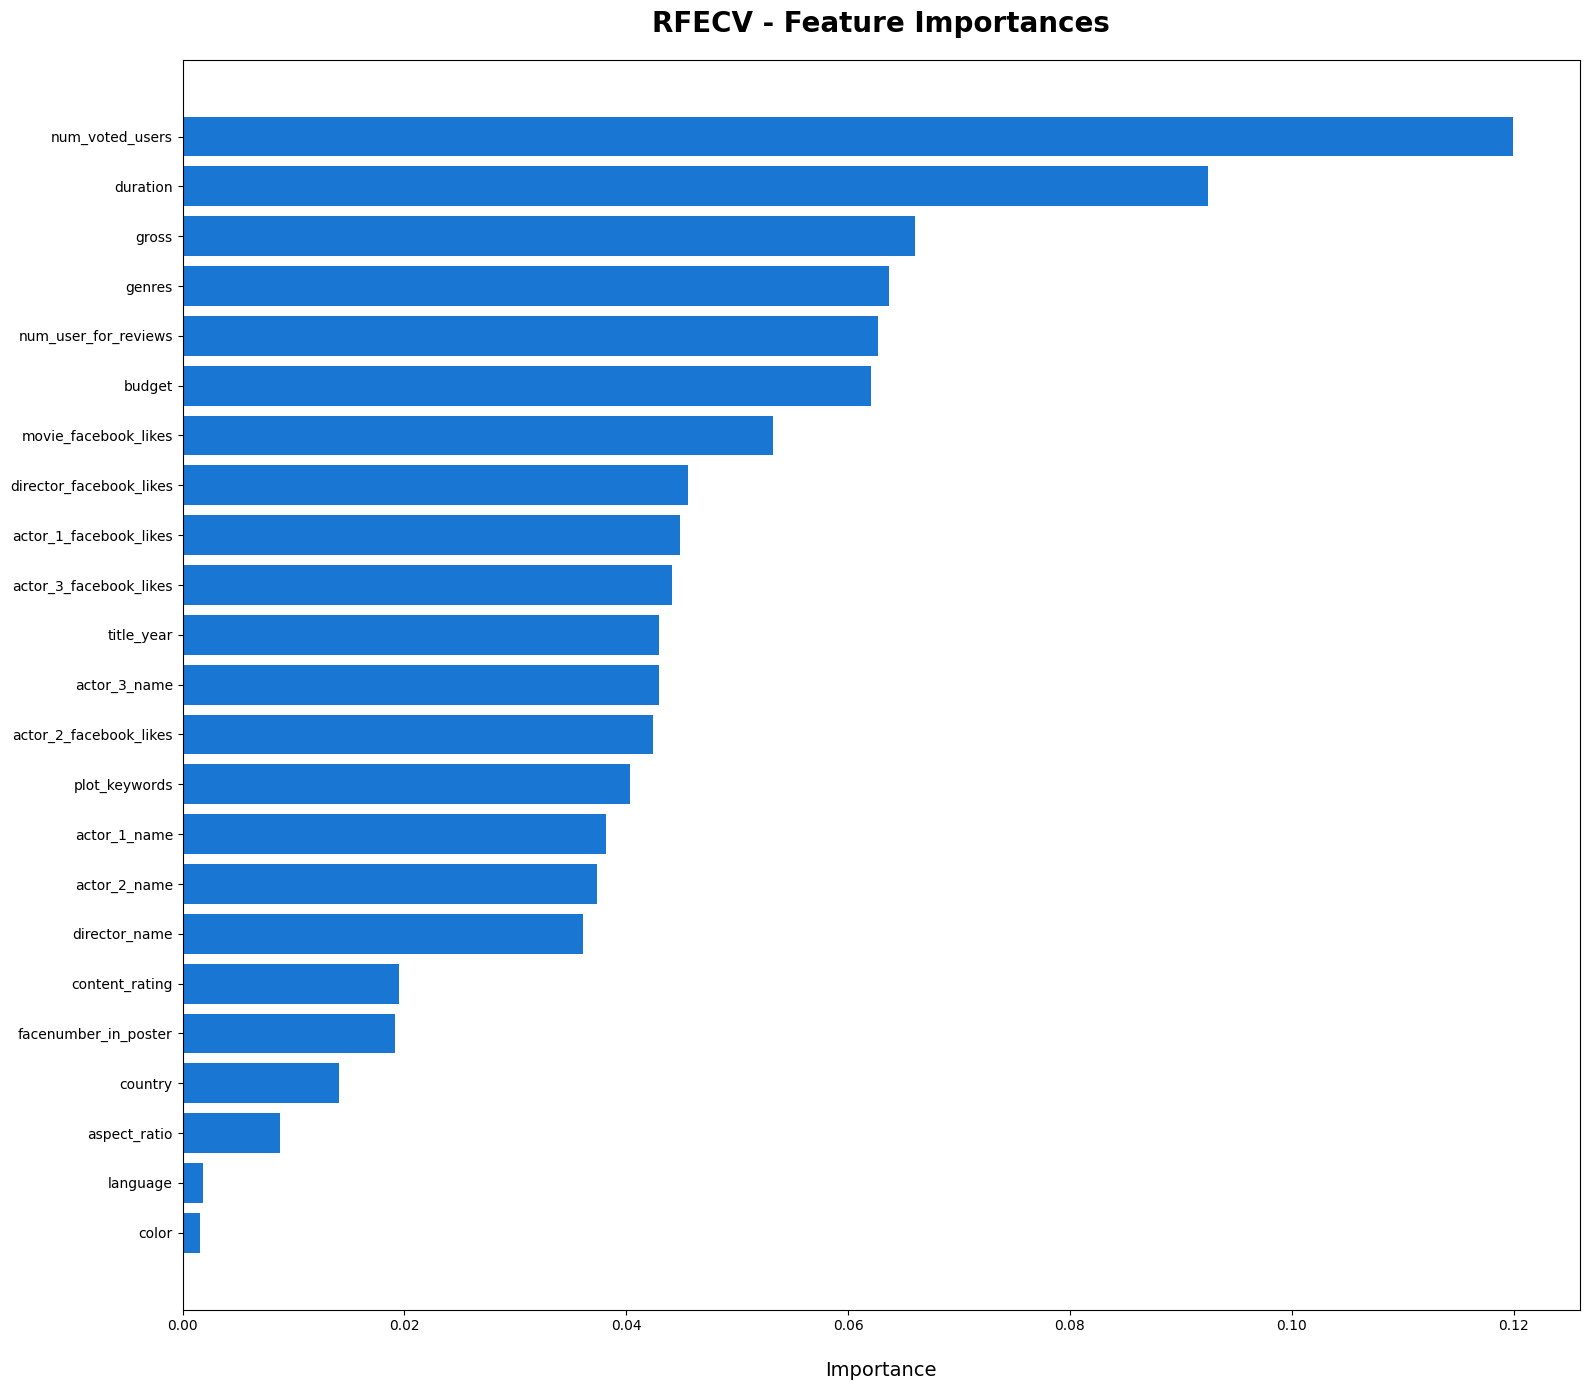 RFECV - Feature Importances
num_voted_users
duration
gross
genres
num_user_for_reviews
budget
movie_facebook_likes
director_facebook_likes
actor_1_facebook_likes
actor_3_facebook_likes
title_year
actor_3_name
actor_2_facebook_likes
plot_keywords
actor_1_name
actor_2_name
director_name
content_rating
facenumber_in_poster
country
aspect_ratio
language
color
0.00 0.02 0.04 0.06 0.08 0.10 0.12
Importance